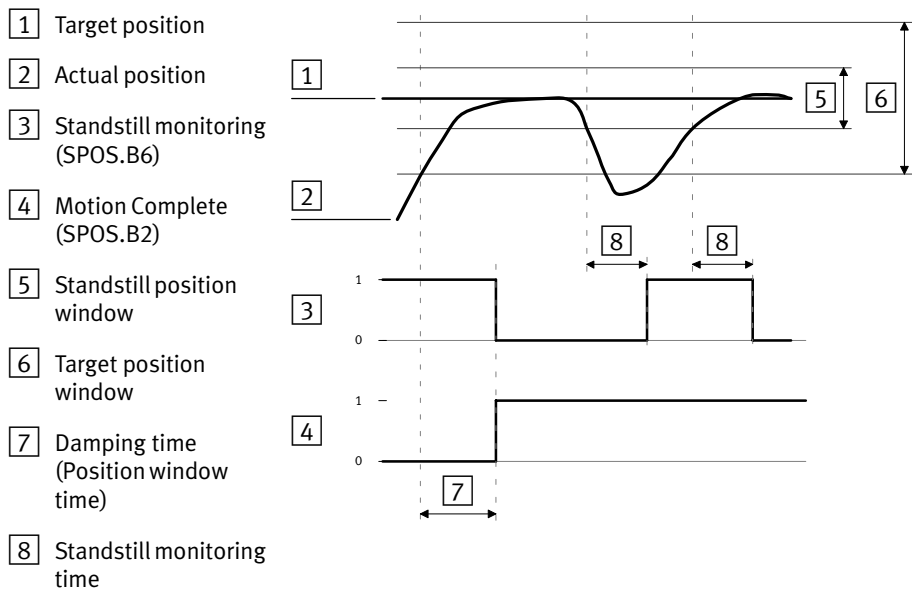 1 Target position
2 Actual position
3 Standstill monitoring
(SPOS.B6)
4 Motion Complete
(SPOS.B2)
5 Standstill position
window
6 Target position
window
7 Damping time
(Position window
time)
8 Standstill monitoring
time
1
5
6
2
8
8
1
3
0
1
4
0
7